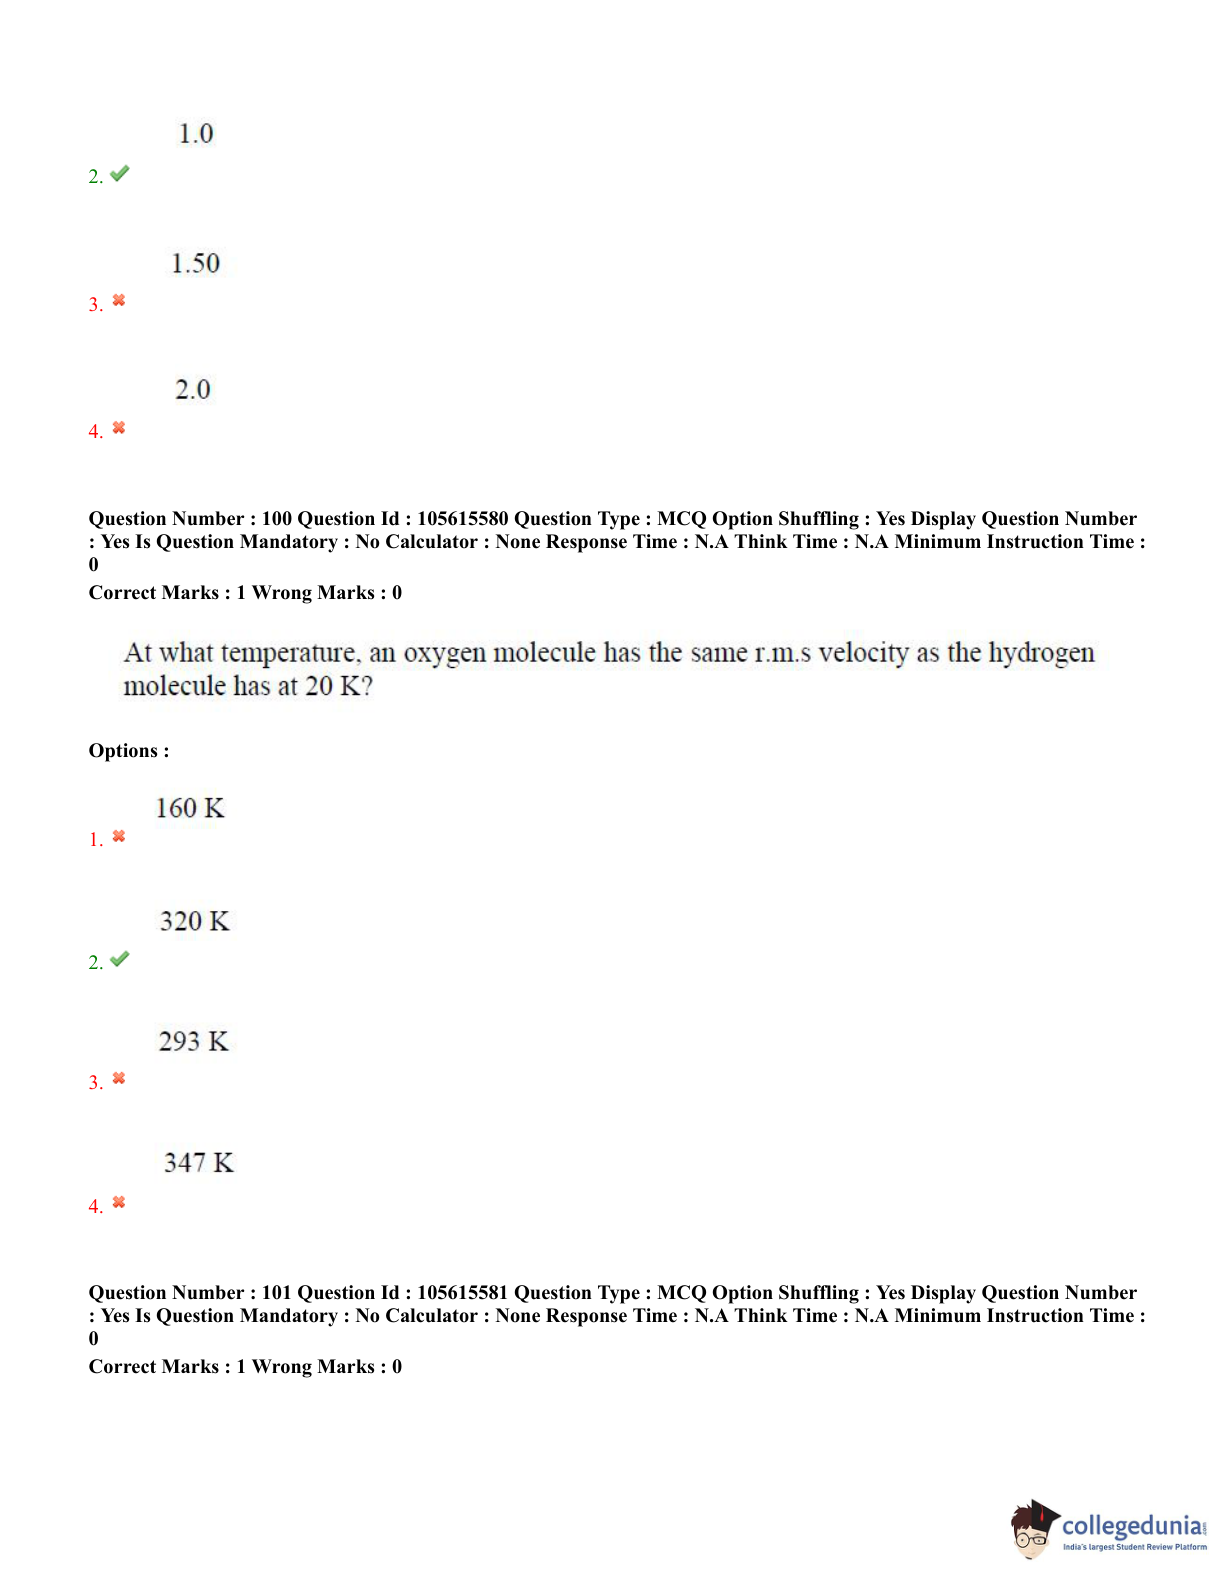 1.0
2.
1.50
3.
2.0
4.
Question Number : 100 Question Id : 105615580 Question Type : MCQ Option Shuffling : Yes Display Question Number
: Yes Is Question Mandatory : No Calculator : None Response Time : N.A Think Time : N.A Minimum Instruction Time :
0
Correct Marks : 1 Wrong Marks : 0
At what temperature, an oxygen molecule has the same r.m.s velocity as the hydrogen
molecule has at 20 K?
Options :
160 K
1.
320 K
2.
293 K
3.
347 K
4.
Question Number : 101 Question Id : 105615581 Question Type : MCQ Option Shuffling : Yes Display Question Number
: Yes Is Question Mandatory : No Calculator : None Response Time : N.A Think Time : N.A Minimum Instruction Time :
0
Correct Marks : 1 Wrong Marks : 0
collegedunia.com
India's largest Student Review Platform